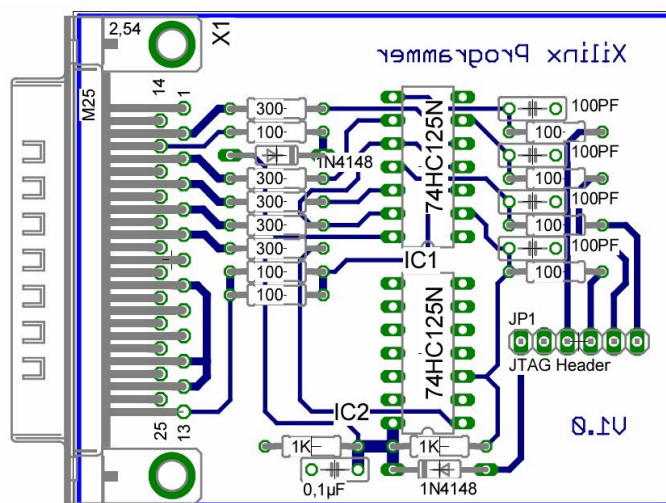 2,54
X1
Xilinx Programmer
M25
14
1
300
100
1N4148
300
300
300
300
100
100
74HC125N
IC1
74HC125N
IC2
100PF
100
100PF
100
100PF
100
100PF
100
JP1
JTAG Header
V1.0
25
13
1K
1K
0,1µF
1N4148